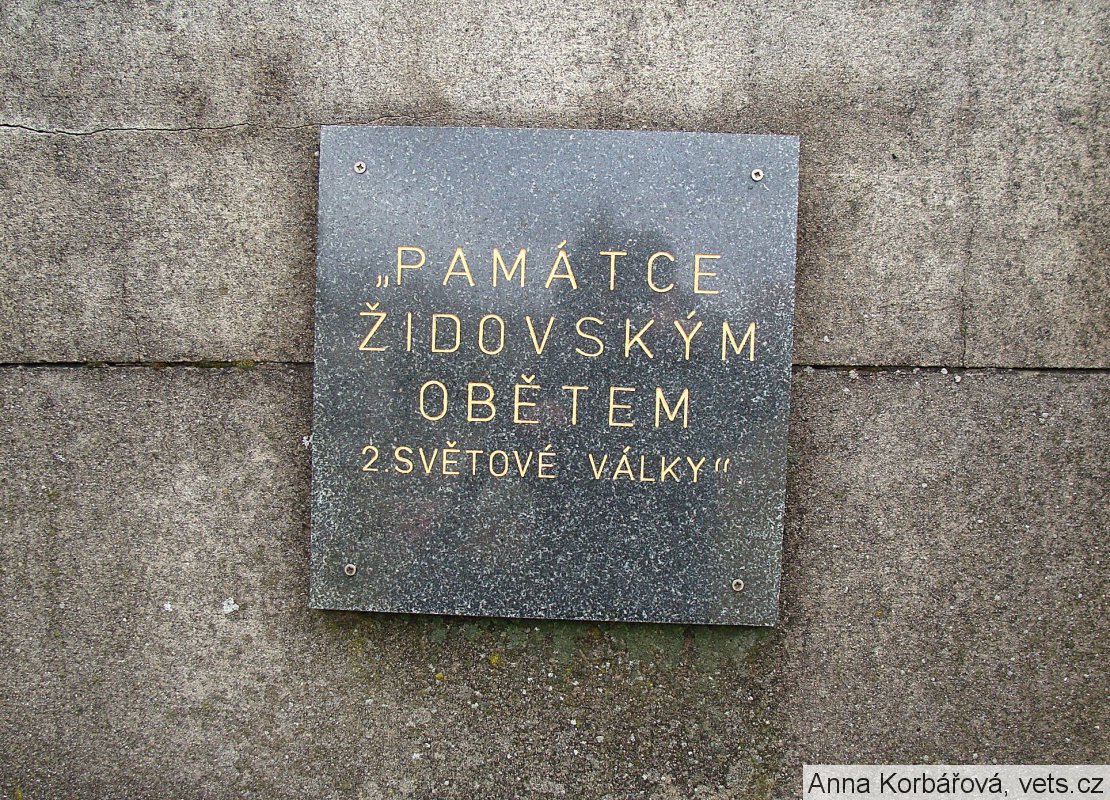 „PAMÁTCE
ŽIDOVSKÝM
OBĚTEM
2. SVĚTOVÉ VÁLKY“
Anna Korbářová, vets.cz